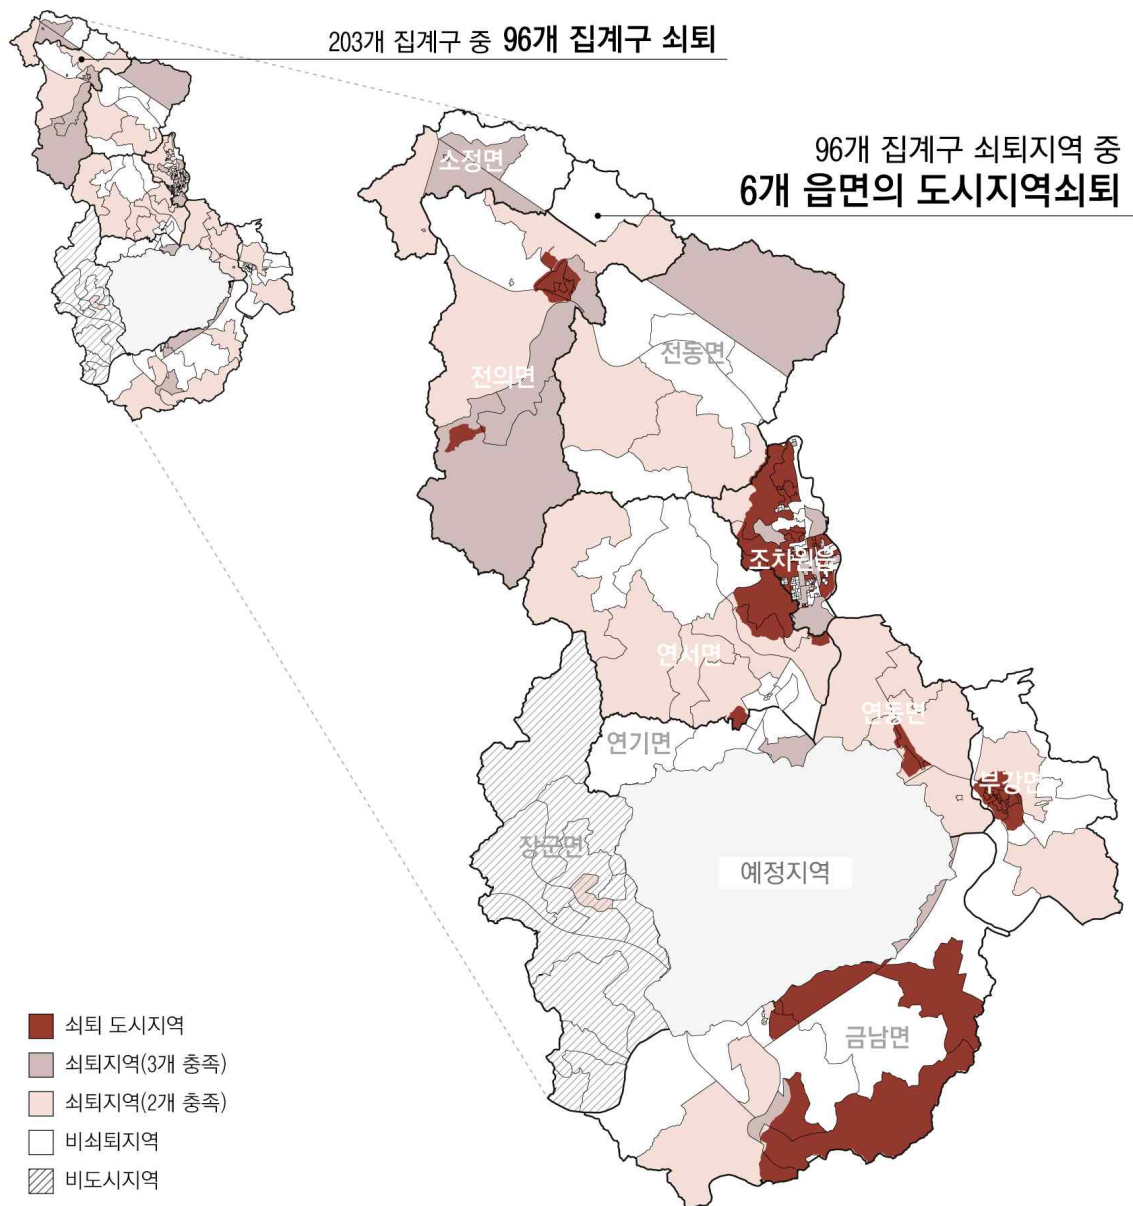 203개 집계구 중 96개 집계구 쇠퇴
96개 집계구 쇠퇴지역 중
6개 읍면의 도시지역쇠퇴
소정면
전동면
전의면
조치원읍
연서면
연동면
연기면
부강면
장군면
예정지역
금남면
쇠퇴 도시지역
쇠퇴지역(3개 충족)
쇠퇴지역(2개 충족)
비쇠퇴지역
비도시지역